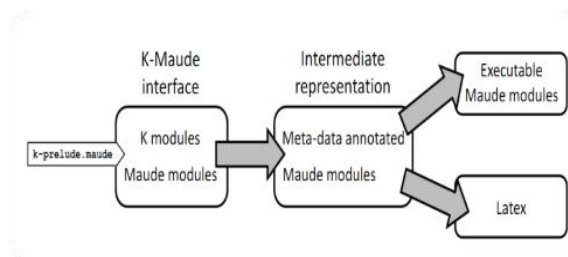 K-Maude
interface
Intermediate
representation
k-prelude.maude
K modules
Maude modules
Meta-data annotated
Maude modules
Executable
Maude modules
Latex